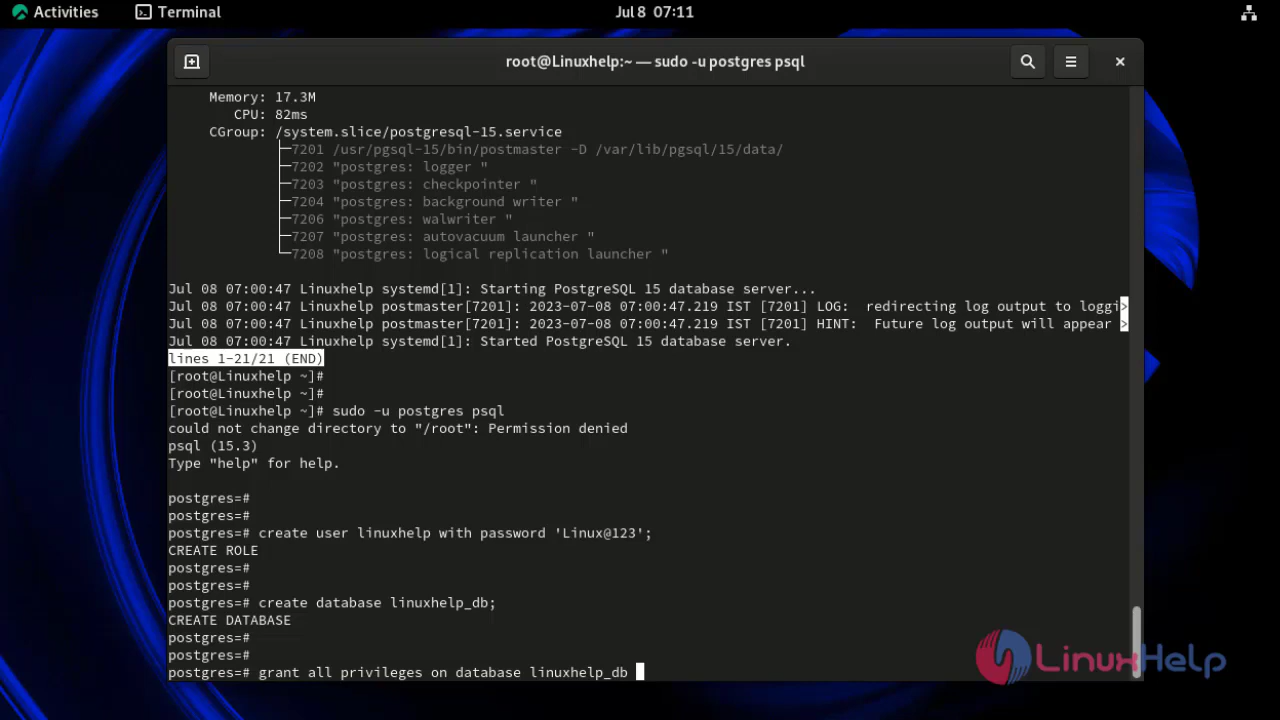 Activities Terminal Jul 8 07:11
root@Linuxhelp:~ — sudo -u postgres psql
Memory: 17.3M
CPU: 82ms
CGroup: /system.slice/postgresql-15.service
├─7201 /usr/pgsql-15/bin/postmaster -D /var/lib/pgsql/15/data/
├─7202 "postgres: logger "
├─7203 "postgres: checkpointer "
├─7204 "postgres: background writer "
├─7206 "postgres: walwriter "
├─7207 "postgres: autovacuum launcher "
└─7208 "postgres: logical replication launcher "
Jul 08 07:00:47 Linuxhelp systemd[1]: Starting PostgreSQL 15 database server...
Jul 08 07:00:47 Linuxhelp postmaster[7201]: 2023-07-08 07:00:47.219 IST [7201] LOG:  redirecting log output to loggi>
Jul 08 07:00:47 Linuxhelp postmaster[7201]: 2023-07-08 07:00:47.219 IST [7201] HINT:  Future log output will appear >
Jul 08 07:00:47 Linuxhelp systemd[1]: Started PostgreSQL 15 database server.
lines 1-21/21 (END)
[root@Linuxhelp ~]#
[root@Linuxhelp ~]#
[root@Linuxhelp ~]# sudo -u postgres psql
could not change directory to "/root": Permission denied
psql (15.3)
Type "help" for help.
postgres=#
postgres=#
postgres=# create user linuxhelp with password 'Linux@123';
CREATE ROLE
postgres=#
postgres=#
postgres=# create database linuxhelp_db;
CREATE DATABASE
postgres=#
postgres=#
postgres=# grant all privileges on database linuxhelp_db
LinuxHelp